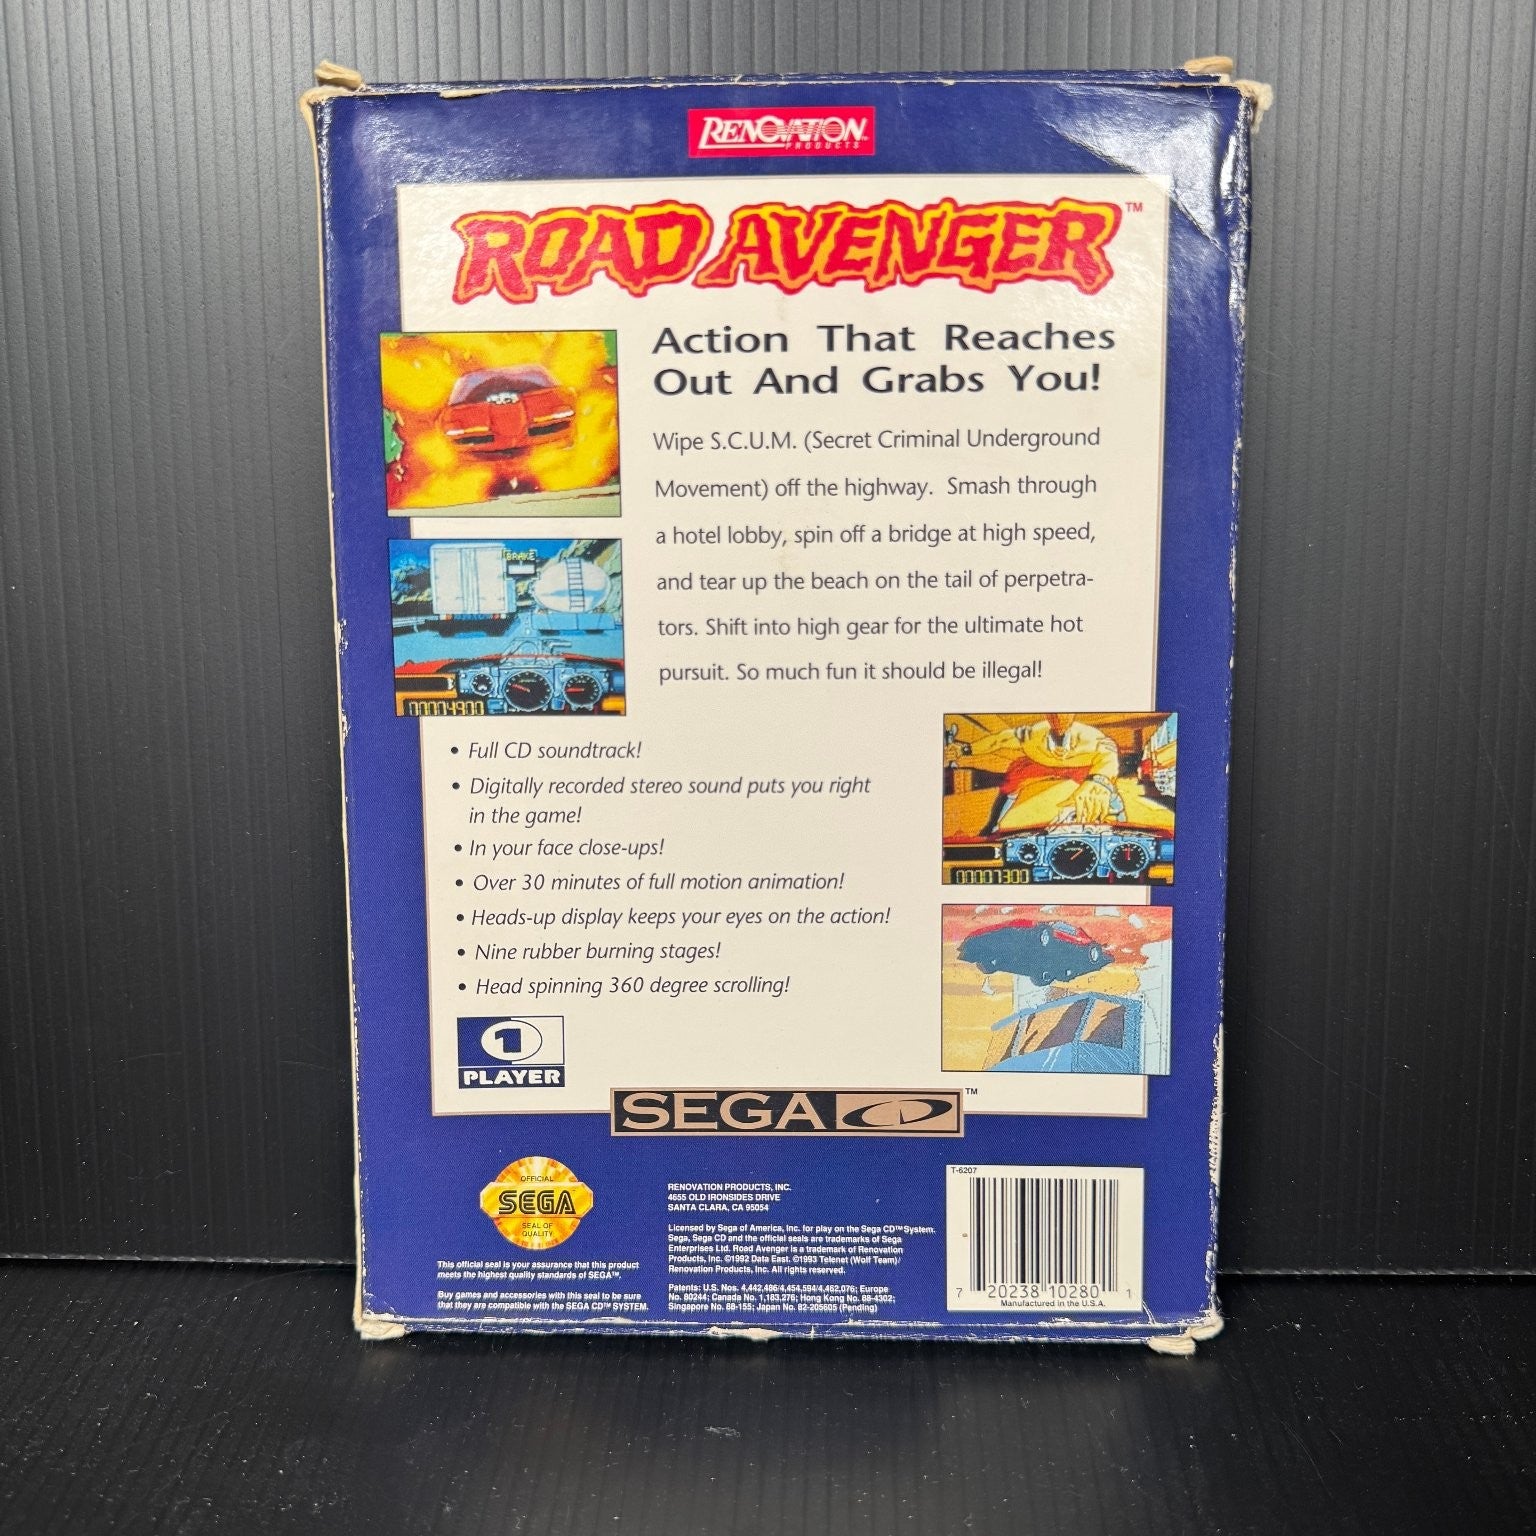 RENOVATION
PRODUCTS
ROAD AVENGER™
Action That Reaches
Out And Grabs You!
Wipe S.C.U.M. (Secret Criminal Underground
Movement) off the highway. Smash through
a hotel lobby, spin off a bridge at high speed,
and tear up the beach on the tail of perpetra-
tors. Shift into high gear for the ultimate hot
pursuit. So much fun it should be illegal!
BRAKE
00004900
• Full CD soundtrack!
• Digitally recorded stereo sound puts you right
in the game!
• In your face close-ups!
• Over 30 minutes of full motion animation!
• Heads-up display keeps your eyes on the action!
• Nine rubber burning stages!
• Head spinning 360 degree scrolling!
00007300
1
PLAYER
SEGA CD™
OFFICIAL
SEGA
SEAL OF
QUALITY
This official seal is your assurance that this product
meets the highest quality standards of SEGA™.
Buy games and accessories with this seal to be sure
that they are compatible with the SEGA CD™ SYSTEM.
RENOVATION PRODUCTS, INC.
4655 OLD IRONSIDES DRIVE
SANTA CLARA, CA 95054
Licensed by Sega of America, Inc. for play on the Sega CD™ System.
Sega, Sega CD and the official seals are trademarks of Sega
Enterprises Ltd. Road Avenger is a trademark of Renovation
Products, Inc. ©1992 Data East. ©1993 Telenet (Wolf Team)/
Renovation Products, Inc. All rights reserved.
Patents: U.S. Nos. 4,442,486/4,454,594/4,462,076; Europe
No. 80244; Canada No. 1,183,276; Hong Kong No. 88-4302;
Singapore No. 88-155; Japan No. 82-205605 (Pending)
T-6207
7 20238 10280 1
Manufactured in the U.S.A.